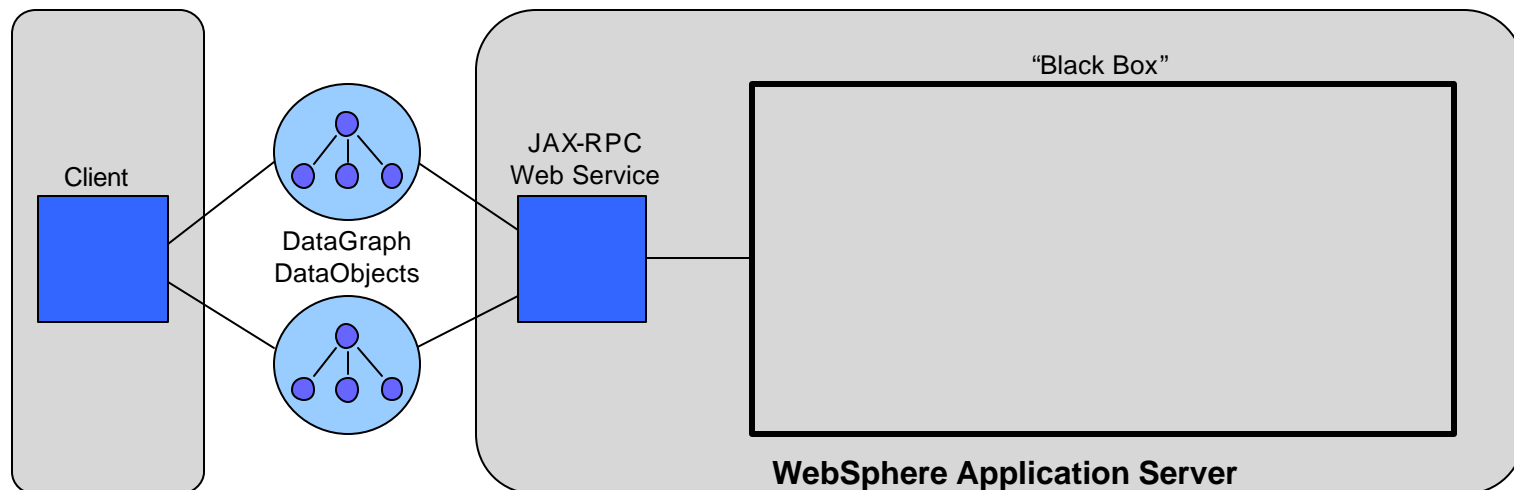 “Black Box”
JAX-RPC
Web Service
Client
DataGraph
DataObjects
WebSphere Application Server